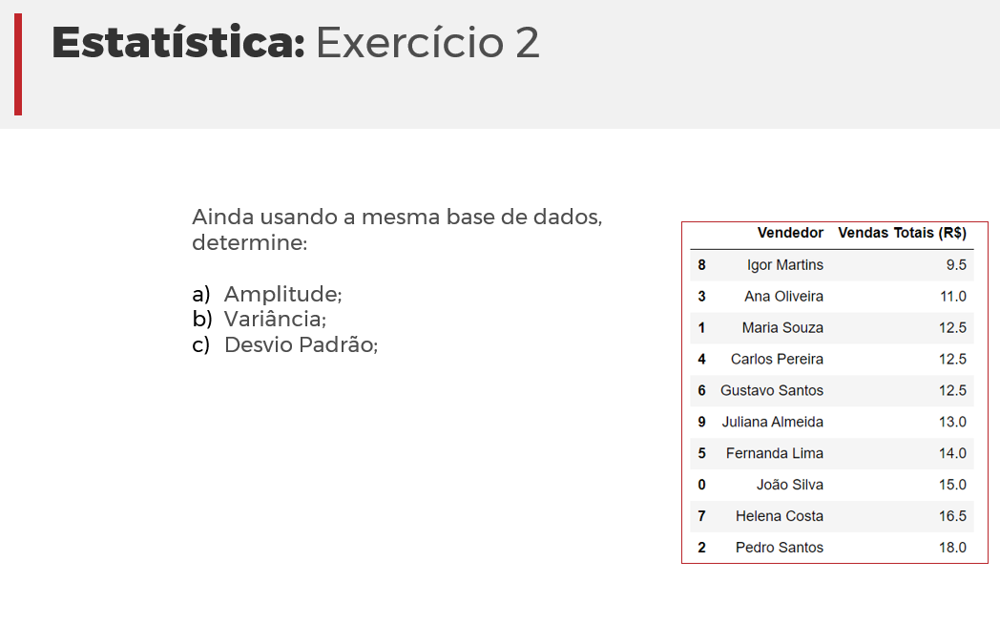 Estatística: Exercício 2
Ainda usando a mesma base de dados,
determine:
a) Amplitude;
b) Variância;
c) Desvio Padrão;
Vendedor Vendas Totais (R$)
8 Igor Martins 9.5
3 Ana Oliveira 11.0
1 Maria Souza 12.5
4 Carlos Pereira 12.5
6 Gustavo Santos 12.5
9 Juliana Almeida 13.0
5 Fernanda Lima 14.0
0 João Silva 15.0
7 Helena Costa 16.5
2 Pedro Santos 18.0